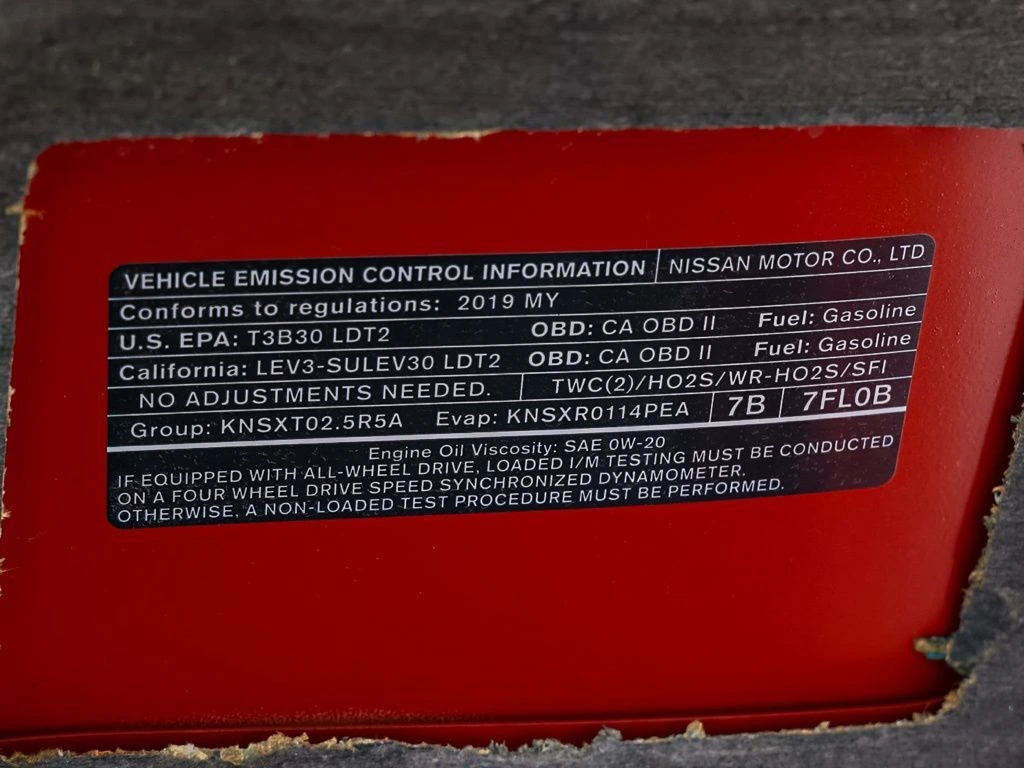 VEHICLE EMISSION CONTROL INFORMATION NISSAN MOTOR CO., LTD
Conforms to regulations: 2019 MY
U.S. EPA: T3B30 LDT2 OBD: CA OBD II Fuel: Gasoline
California: LEV3-SULEV30 LDT2 OBD: CA OBD II Fuel: Gasoline
NO ADJUSTMENTS NEEDED. TWC(2)/HO2S/WR-HO2S/SFI
Group: KNSXT02.5R5A Evap: KNSXR0114PEA 7B 7FL0B
Engine Oil Viscosity: SAE 0W-20
IF EQUIPPED WITH ALL-WHEEL DRIVE, LOADED I/M TESTING MUST BE CONDUCTED
ON A FOUR WHEEL DRIVE SPEED SYNCHRONIZED DYNAMOMETER.
OTHERWISE, A NON-LOADED TEST PROCEDURE MUST BE PERFORMED.